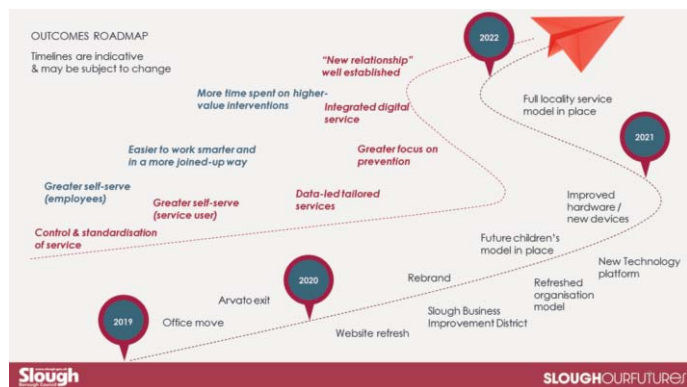 OUTCOMES ROADMAP
Timelines are indicative
& may be subject to change
2022
"New relationship"
well established
More time spent on higher-
value interventions
Integrated digital
service
Full locality service
model in place
2021
Easier to work smarter and
in a more joined-up way
Greater focus on
prevention
Greater self-serve
(employees)
Greater self-serve
(service user)
Data-led tailored
services
Improved
hardware /
new devices
Control & standardisation
of service
Future children's
model in place
New Technology
platform
2020
Rebrand
Refreshed
organisation
model
Arvato exit
2019
Office move
Slough Business
Improvement District
Website refresh
Slough
Borough Council
SLOUGHOURFUTURES